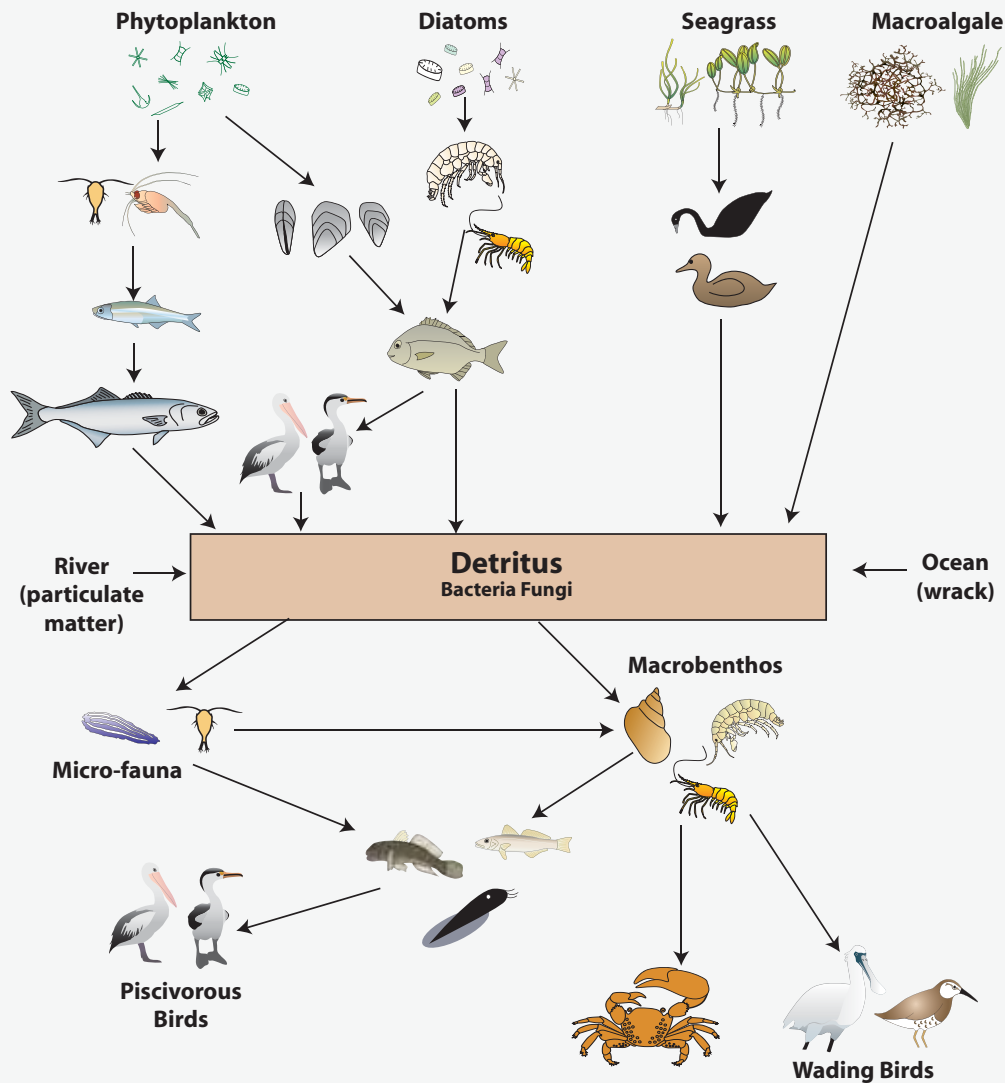 Phytoplankton
Diatoms
Seagrass
Macroalgale
River
(particulate
matter)
Detritus
Bacteria Fungi
Ocean
(wrack)
Macrobenthos
Micro-fauna
Piscivorous
Birds
Wading Birds